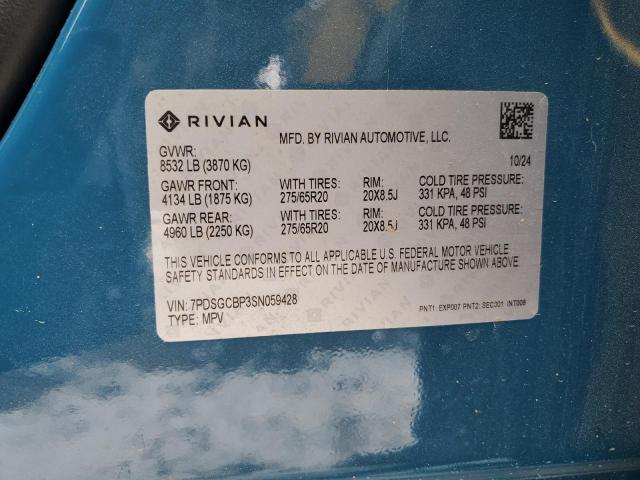 RIVIAN
MFD. BY RIVIAN AUTOMOTIVE, LLC.
GVWR:
8532 LB (3870 KG)
10/24
GAWR FRONT: WITH TIRES: RIM: COLD TIRE PRESSURE:
4134 LB (1875 KG) 275/65R20 20X8.5J 331 KPA, 48 PSI
GAWR REAR: WITH TIRES: RIM: COLD TIRE PRESSURE:
4960 LB (2250 KG) 275/65R20 20X8.5J 331 KPA, 48 PSI
THIS VEHICLE CONFORMS TO ALL APPLICABLE U.S. FEDERAL MOTOR VEHICLE
SAFETY STANDARDS IN EFFECT ON THE DATE OF MANUFACTURE SHOWN ABOVE.
VIN: 7PDSGCBP3SN059428
TYPE: MPV
PNT1: EXP007 PNT2: SEC301 INT006